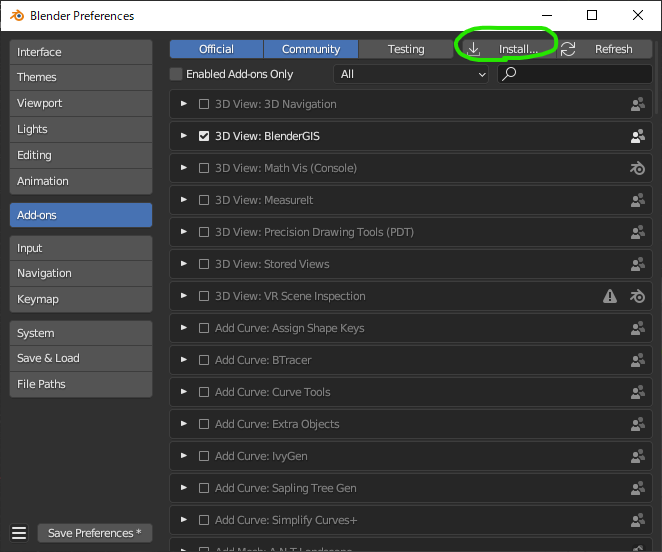 Blender Preferences
Interface
Themes
Viewport
Lights
Editing
Animation
Add-ons
Input
Navigation
Keymap
System
Save & Load
File Paths
Save Preferences *
Official Community Testing Install... Refresh
Enabled Add-ons Only All
3D View: 3D Navigation
3D View: BlenderGIS
3D View: Math Vis (Console)
3D View: MeasureIt
3D View: Precision Drawing Tools (PDT)
3D View: Stored Views
3D View: VR Scene Inspection
Add Curve: Assign Shape Keys
Add Curve: BTracer
Add Curve: Curve Tools
Add Curve: Extra Objects
Add Curve: IvyGen
Add Curve: Sapling Tree Gen
Add Curve: Simplify Curves+
Add Mesh: A.N.T.Landscape